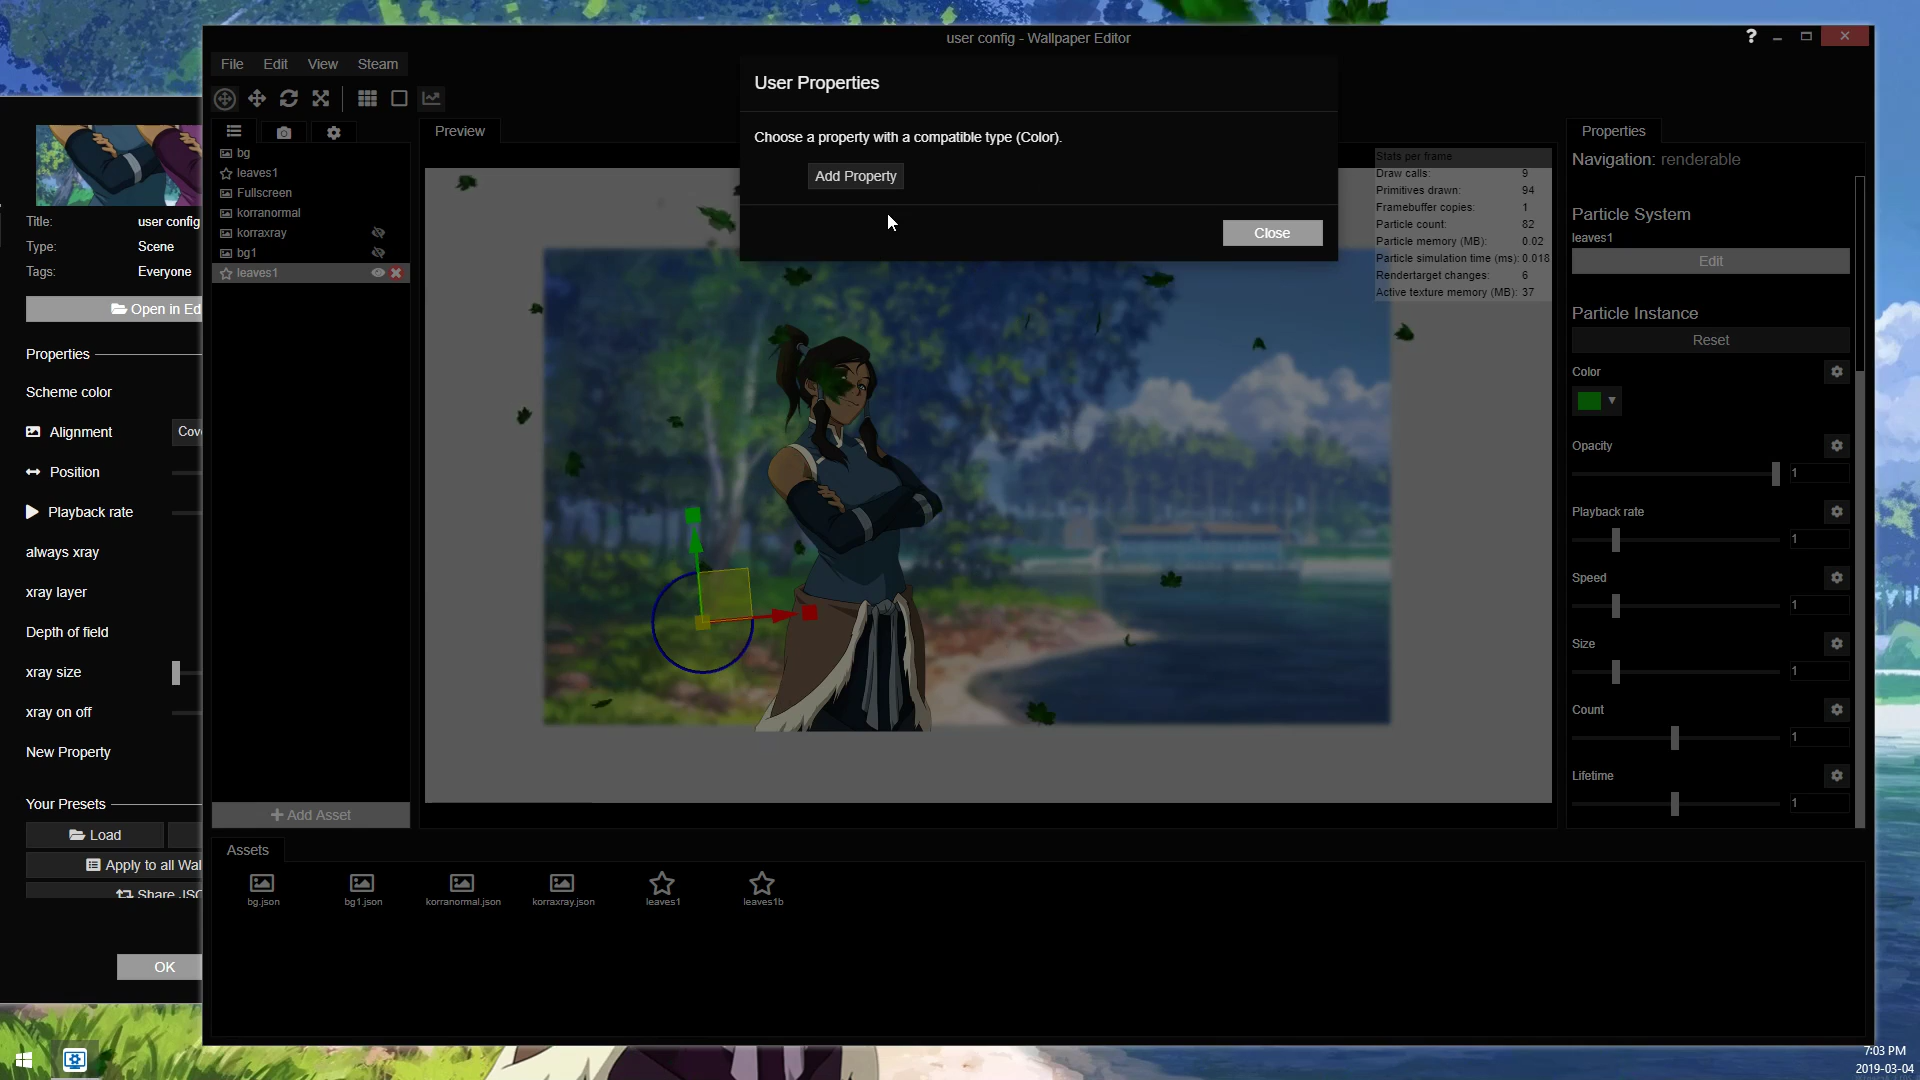 user config - Wallpaper Editor
?
File Edit View Steam
User Properties
Choose a property with a compatible type (Color).
Add Property
Close
Preview
bg
leaves1
Fullscreen
korranormal
korraxray
bg1
leaves1
Add Asset
Stats per frame
Draw calls: 9
Primitives drawn: 94
Framebuffer copies: 1
Particle count: 82
Particle memory (MB): 0.02
Particle simulation time (ms): 0.018
Rendertarget changes: 6
Active texture memory (MB): 37
Properties
Navigation: renderable
Particle System
leaves1
Edit
Particle Instance
Reset
Color
Opacity
1
Playback rate
1
Speed
1
Size
1
Count
1
Lifetime
1
Title: user config
Type: Scene
Tags: Everyone
Open in Ed
Properties
Scheme color
Alignment Cov
Position
Playback rate
always xray
xray layer
Depth of field
xray size
xray on off
New Property
Your Presets
Load
Apply to all Wal
Share JSO
OK
Assets
bg.json bg1.json korranormal.json korraxray.json leaves1 leaves1b
7:03 PM
2019-03-04